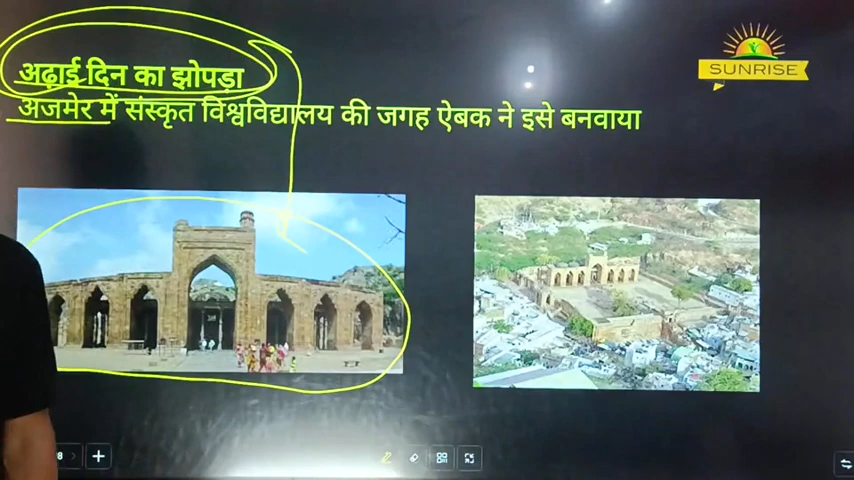 अढ़ाई दिन का झोपड़ा
अजमेर में संस्कृत विश्वविद्यालय की जगह ऐबक ने इसे बनवाया
SUNRISE